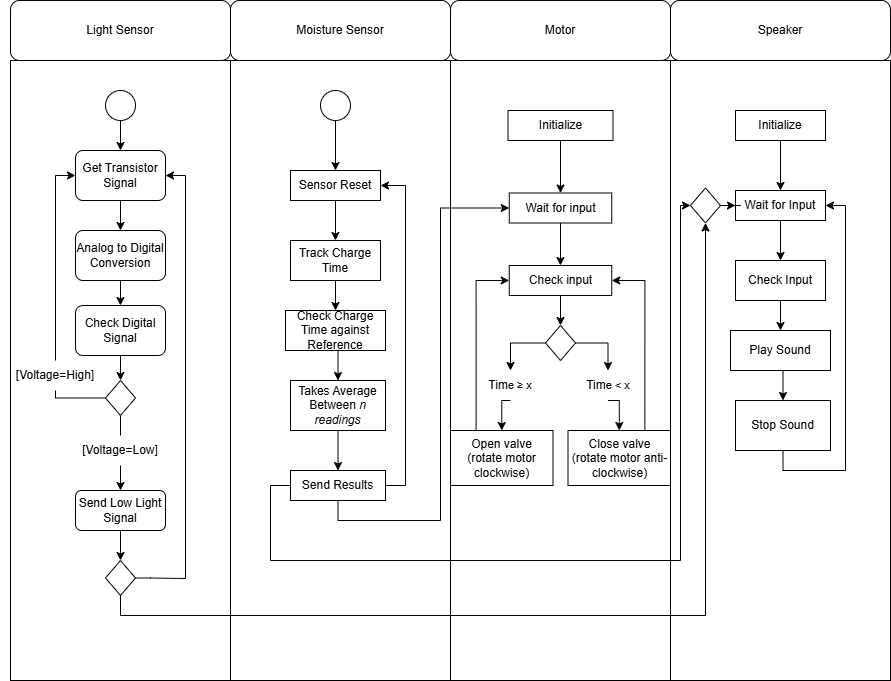 Light Sensor
Moisture Sensor
Motor
Speaker
Get Transistor
Signal
Analog to Digital
Conversion
Check Digital
Signal
[Voltage=High]
[Voltage=Low]
Send Low Light
Signal
Sensor Reset
Track Charge
Time
Check Charge
Time against
Reference
Takes Average
Between n
readings
Send Results
Initialize
Wait for input
Check input
Time ≥ x
Time < x
Open valve
(rotate motor
clockwise)
Close valve
(rotate motor anti-
clockwise)
Initialize
Wait for Input
Check Input
Play Sound
Stop Sound